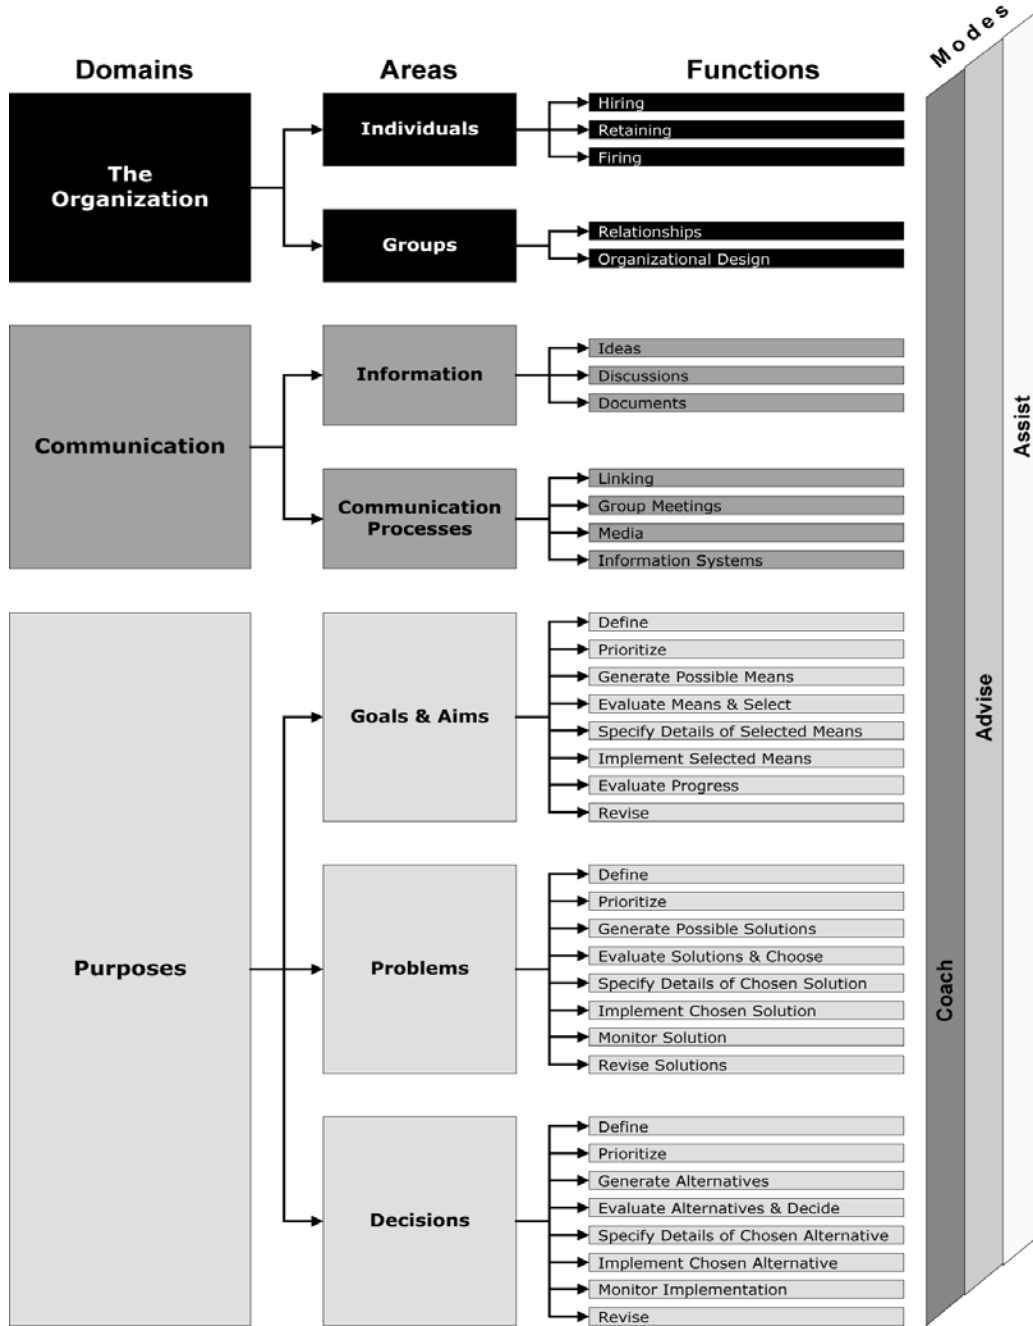 Modes
Domains
Areas
Functions
The
Organization
Individuals
Hiring
Retaining
Firing
Groups
Relationships
Organizational Design
Communication
Information
Ideas
Discussions
Documents
Communication
Processes
Linking
Group Meetings
Media
Information Systems
Purposes
Goals & Aims
Define
Prioritize
Generate Possible Means
Evaluate Means & Select
Specify Details of Selected Means
Implement Selected Means
Evaluate Progress
Revise
Problems
Define
Prioritize
Generate Possible Solutions
Evaluate Solutions & Choose
Specify Details of Chosen Solution
Implement Chosen Solution
Monitor Solution
Revise Solutions
Decisions
Define
Prioritize
Generate Alternatives
Evaluate Alternatives & Decide
Specify Details of Chosen Alternative
Implement Chosen Alternative
Monitor Implementation
Revise
Coach
Advise
Assist